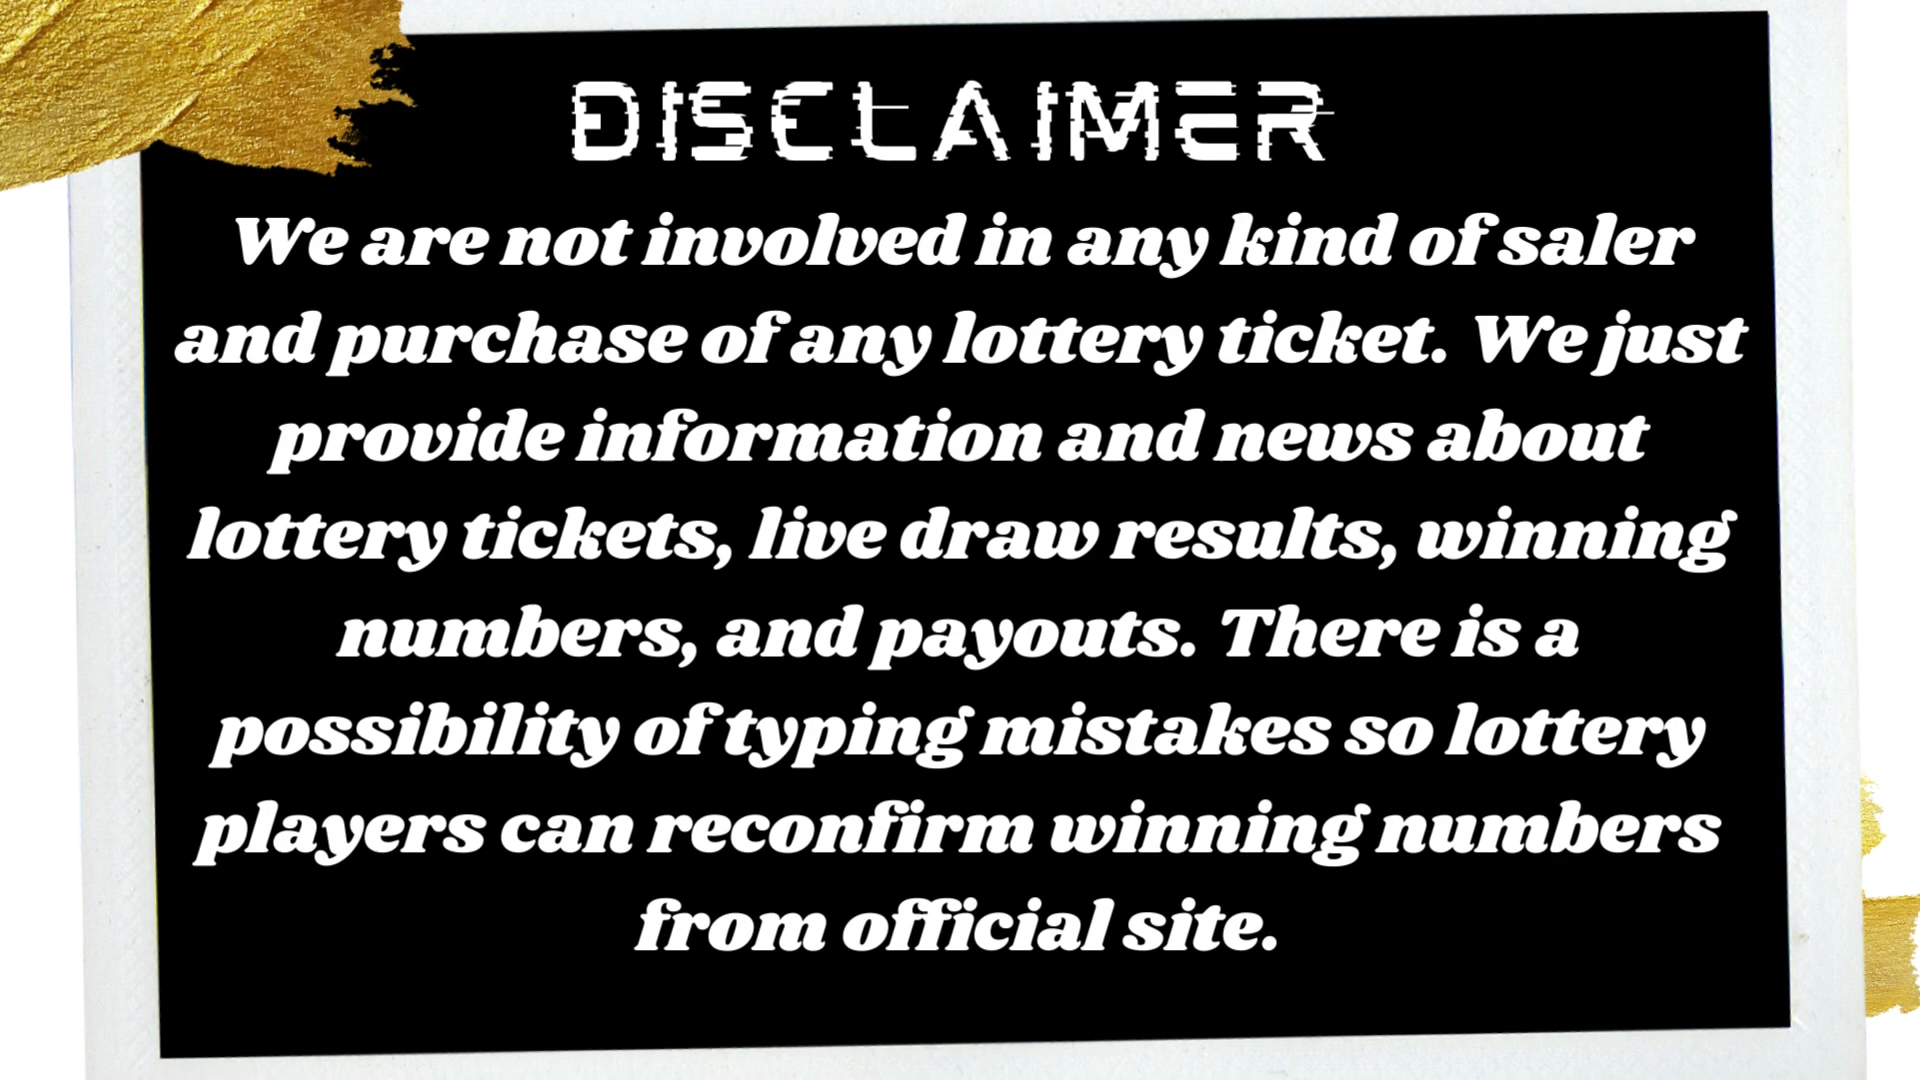 DISCLAIMER
We are not involved in any kind of saler
and purchase of any lottery ticket. We just
provide information and news about
lottery tickets, live draw results, winning
numbers, and payouts. There is a
possibility of typing mistakes so lottery
players can reconfirm winning numbers
from official site.